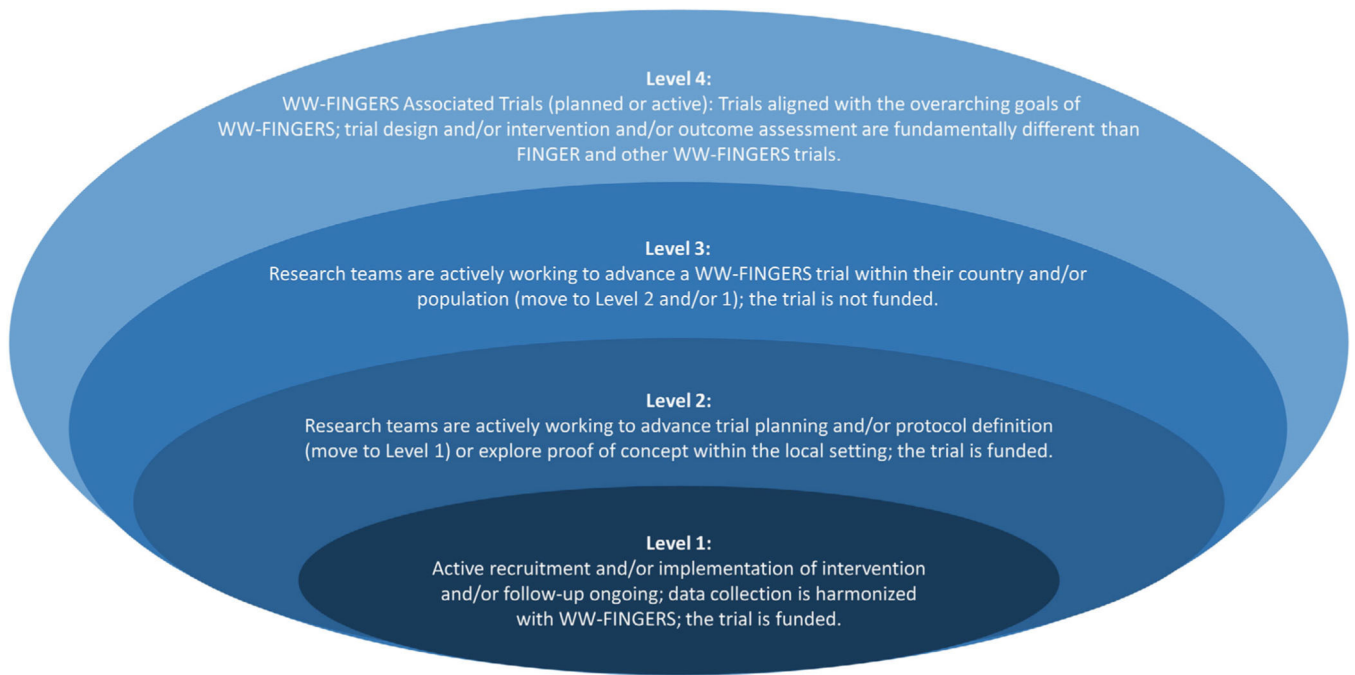 Level 4:
WW-FINGERS Associated Trials (planned or active): Trials aligned with the overarching goals of
WW-FINGERS; trial design and/or intervention and/or outcome assessment are fundamentally different than
FINGER and other WW-FINGERS trials.
Level 3:
Research teams are actively working to advance a WW-FINGERS trial within their country and/or
population (move to Level 2 and/or 1); the trial is not funded.
Level 2:
Research teams are actively working to advance trial planning and/or protocol definition
(move to Level 1) or explore proof of concept within the local setting; the trial is funded.
Level 1:
Active recruitment and/or implementation of intervention
and/or follow-up ongoing; data collection is harmonized
with WW-FINGERS; the trial is funded.